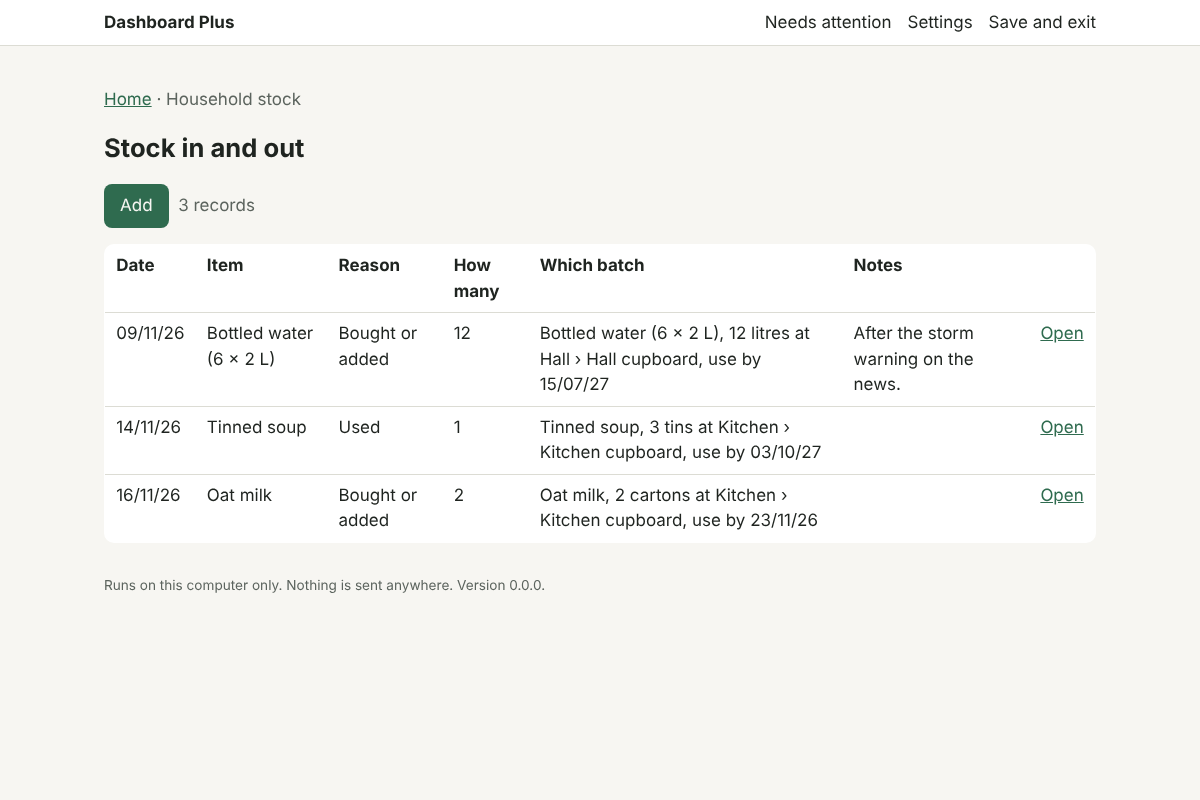 Dashboard Plus
Needs attention Settings Save and exit
Home · Household stock
Stock in and out
Add 3 records
Date Item Reason How many Which batch Notes
09/11/26 Bottled water (6 × 2 L) Bought or added 12 Bottled water (6 × 2 L), 12 litres at Hall › Hall cupboard, use by 15/07/27 After the storm warning on the news. Open
14/11/26 Tinned soup Used 1 Tinned soup, 3 tins at Kitchen › Kitchen cupboard, use by 03/10/27 Open
16/11/26 Oat milk Bought or added 2 Oat milk, 2 cartons at Kitchen › Kitchen cupboard, use by 23/11/26 Open
Runs on this computer only. Nothing is sent anywhere. Version 0.0.0.